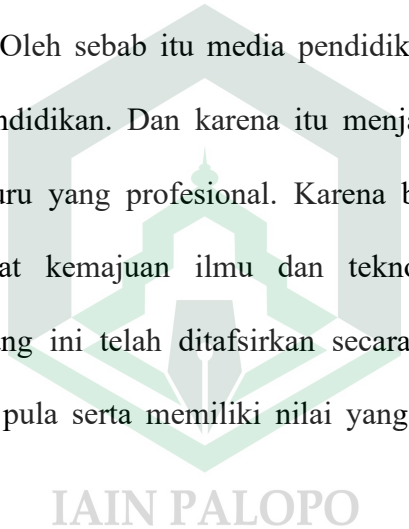 Oleh sebab itu media pendidik
ndidikan. Dan karena itu menja
uru yang profesional. Karena b
at kemajuan ilmu dan tekno
ng ini telah ditafsirkan secara
pula serta memiliki nilai yang
IAIN PALOPO